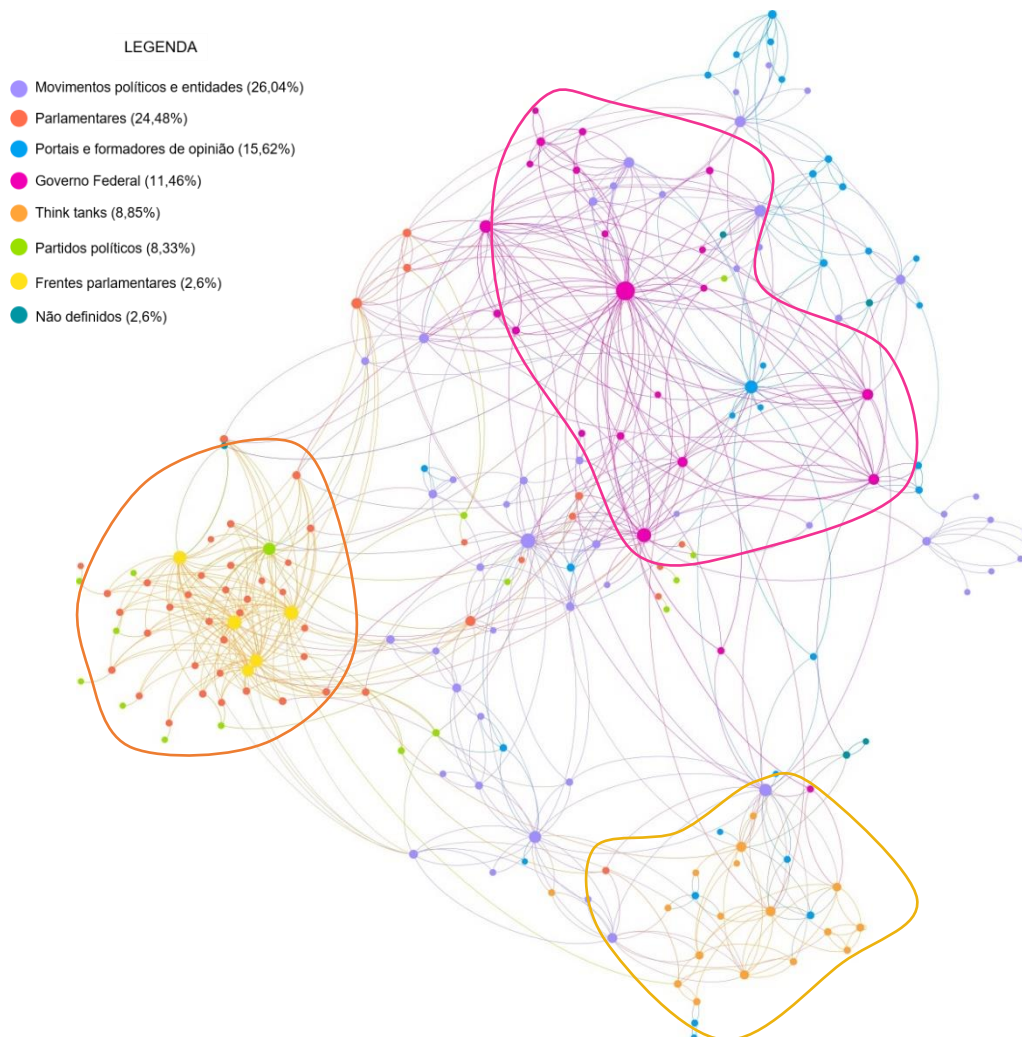 LEGENDA
Movimentos políticos e entidades (26,04%)
Parlamentares (24,48%)
Portais e formadores de opinião (15,62%)
Governo Federal (11,46%)
Think tanks (8,85%)
Partidos políticos (8,33%)
Frentes parlamentares (2,6%)
Não definidos (2,6%)